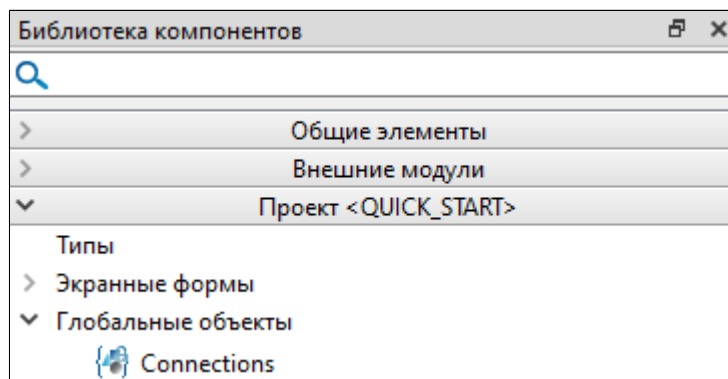 Библиотека компонентов
Общие элементы
Внешние модули
Проект <QUICK_START>
Типы
Экранные формы
Глобальные объекты
Connections